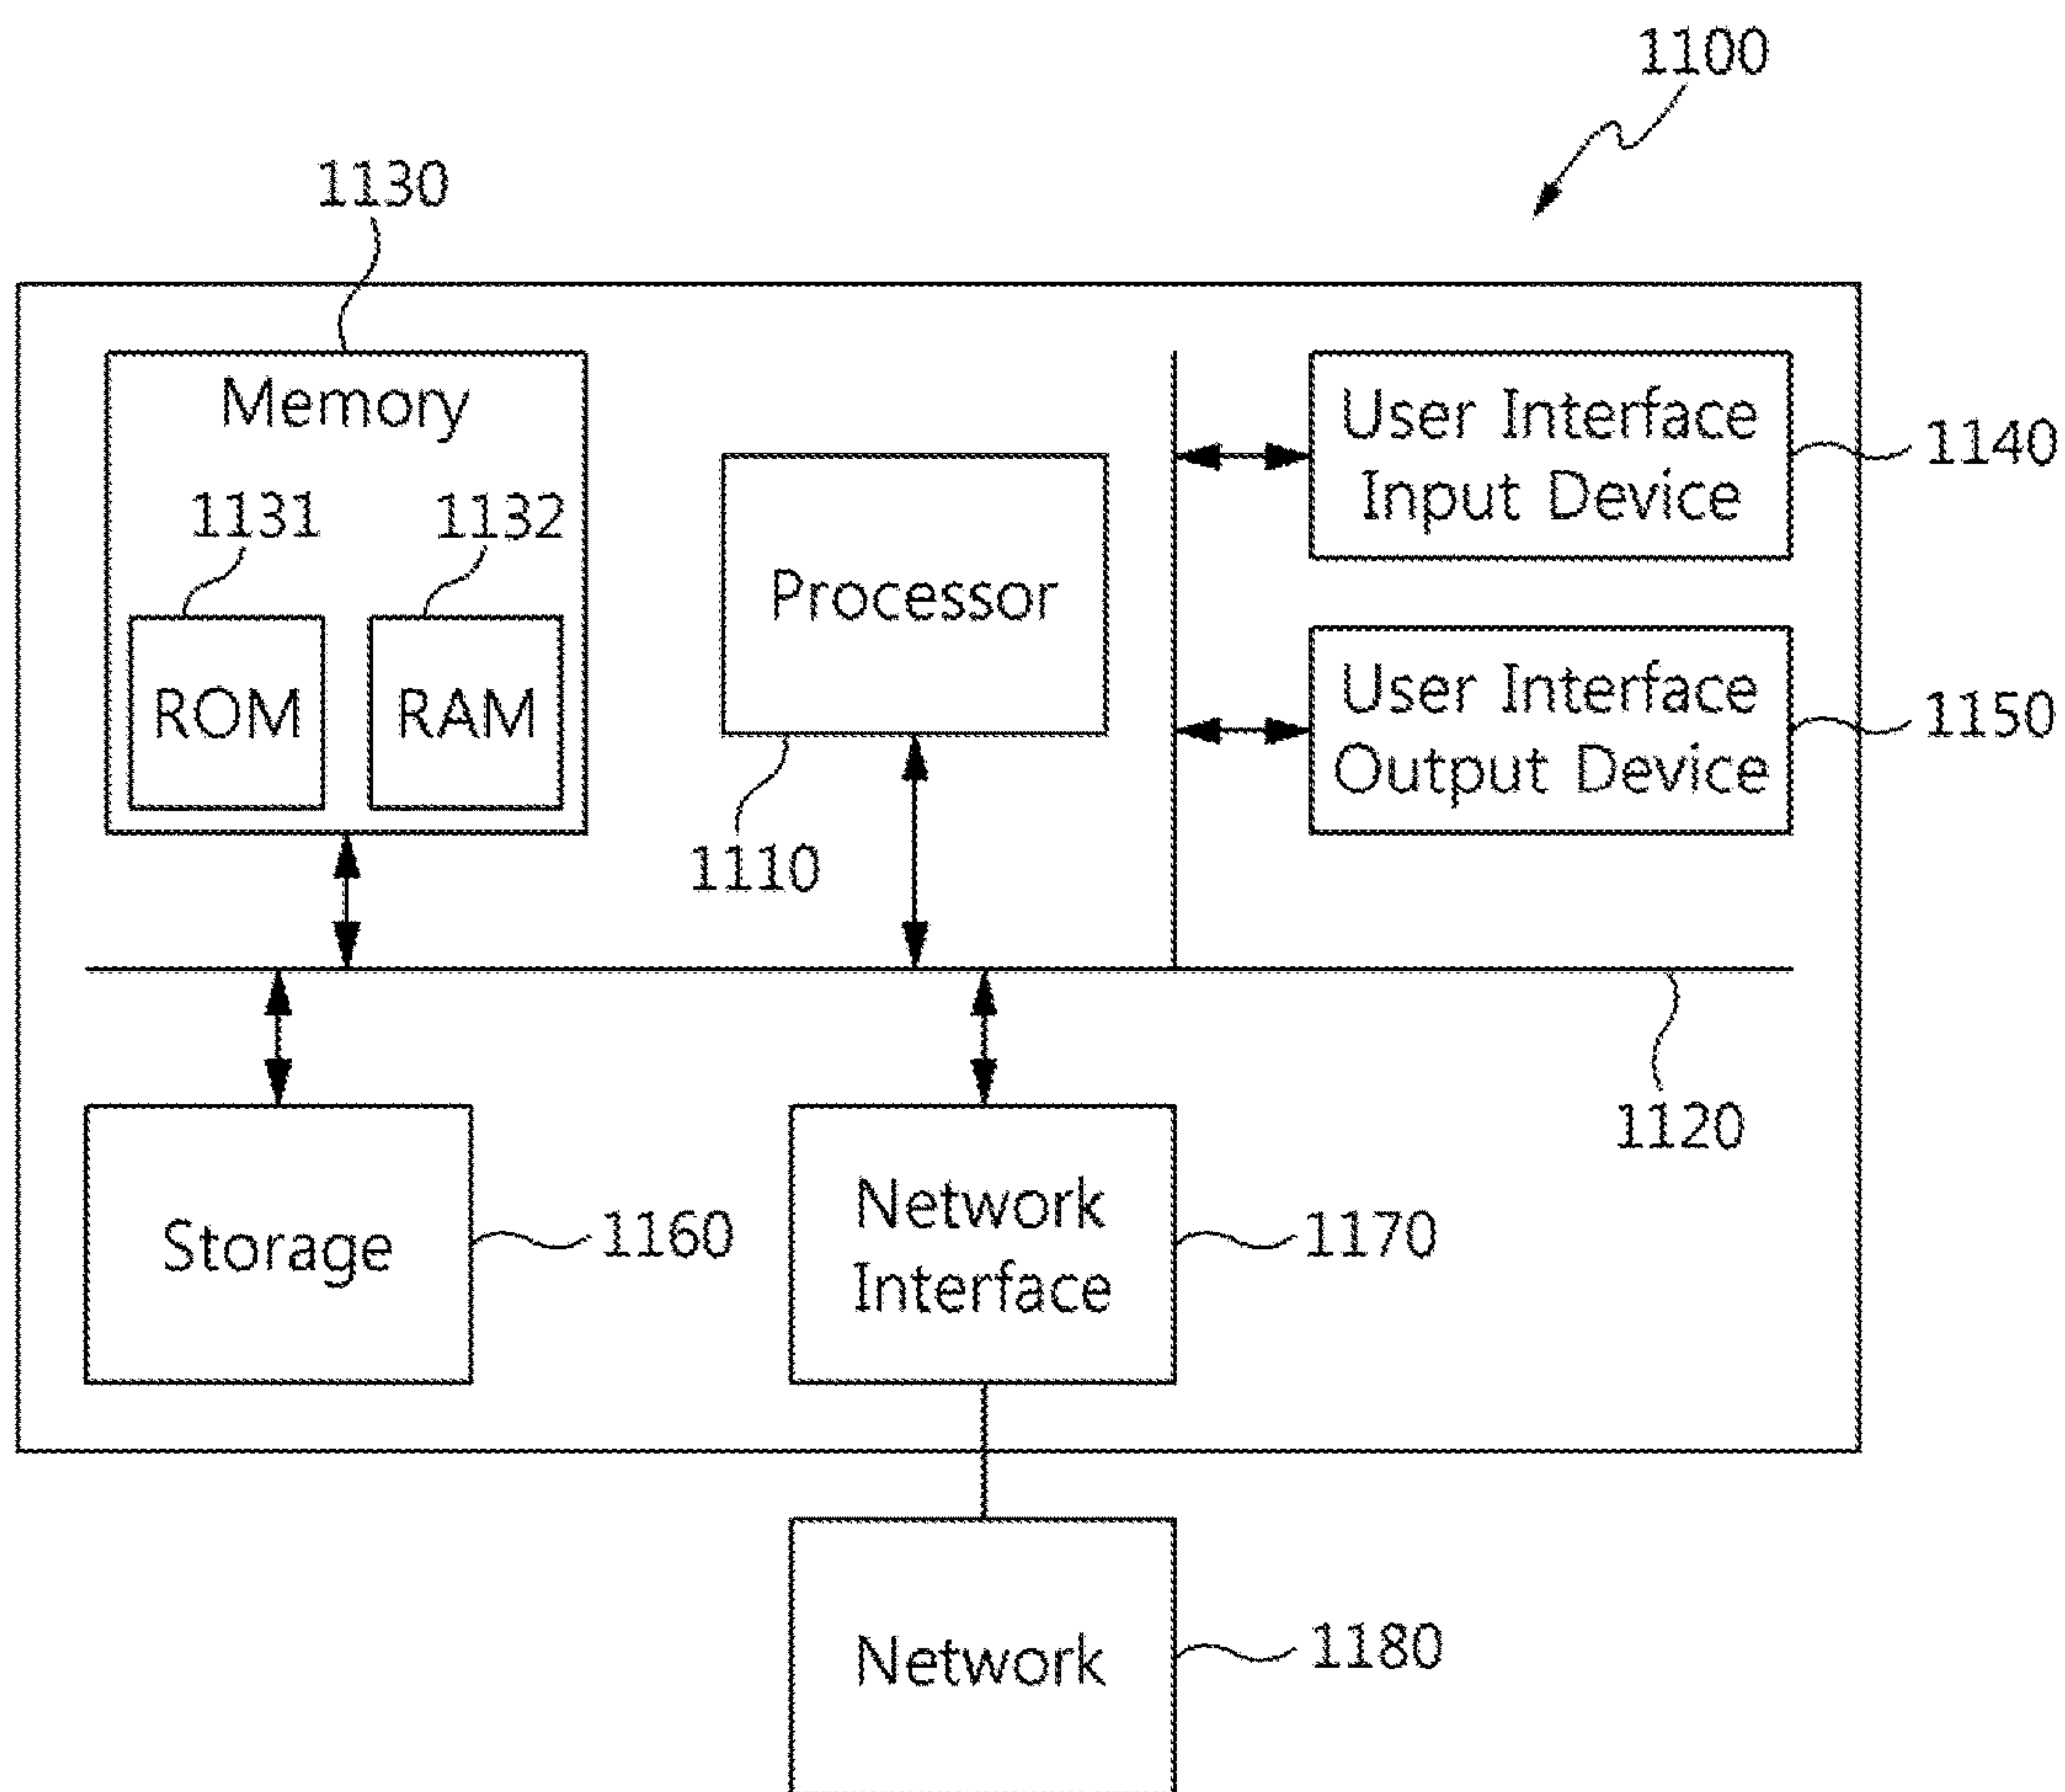 1100
1130
Memory
1131
1132
ROM
RAM
Processor
1110
User Interface
Input Device
1140
User Interface
Output Device
1150
1120
Storage
1160
Network
Interface
1170
Network
1180